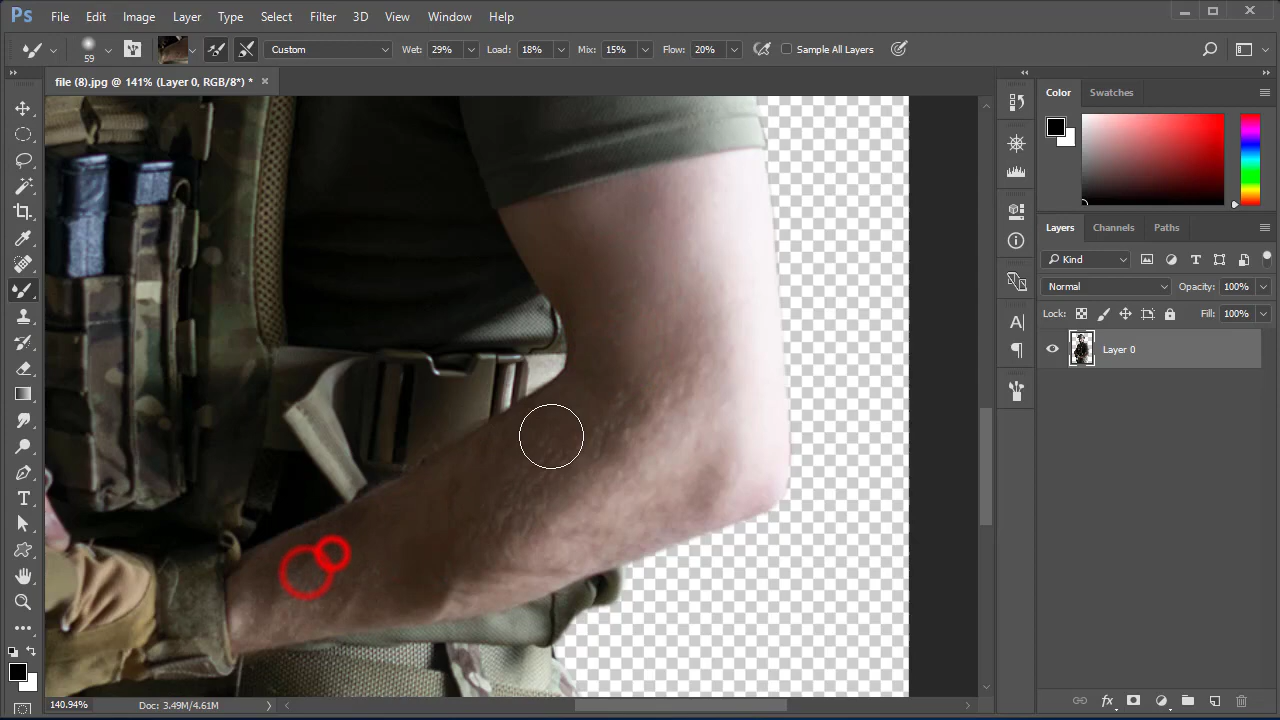 Ps File Edit Image Layer Type Select Filter 3D View Window Help
59 Custom Wet: 29% Load: 18% Mix: 15% Flow: 20% Sample All Layers
file (8).jpg @ 141% (Layer 0, RGB/8*) *
Color Swatches
Layers Channels Paths
Kind
Normal Opacity: 100%
Lock: Fill: 100%
Layer 0
140.94% Doc: 3.49M/4.61M